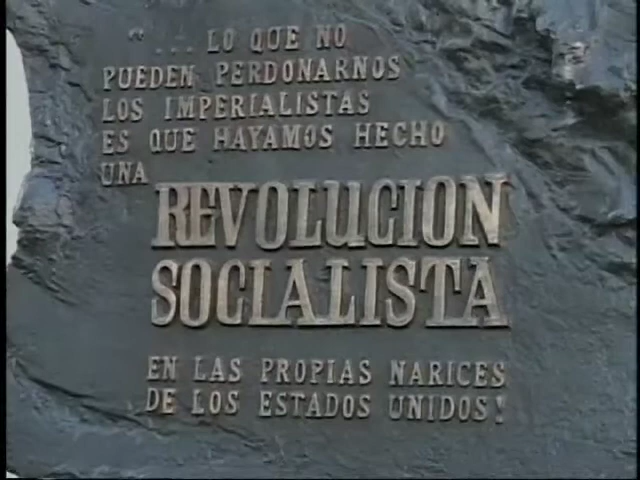 "... LO QUE NO
PUEDEN PERDONARNOS
LOS IMPERIALISTAS
ES QUE HAYAMOS HECHO
UNA
REVOLUCION
SOCIALISTA
EN LAS PROPIAS NARICES
DE LOS ESTADOS UNIDOS!